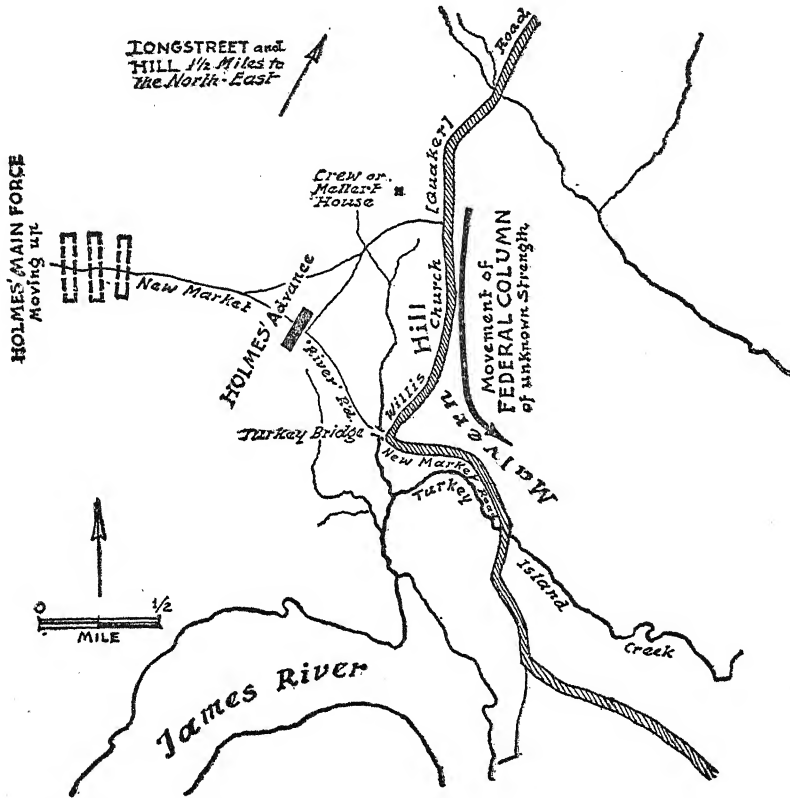 LONGSTREET and
HILL 1½ Miles to
the North-East
Road
[Quaker]
Crew or
Mellert
House
HOLMES' MAIN FORCE
Moving up
New Market
HOLMES' Advance
'River' R'd.
Church
Hill
Willis
Movement of
FEDERAL COLUMN
of unknown Strength.
Malvern
Turkey Bridge
New Market Road
Turkey
Island
Creek
0 1/2
MILE
James River